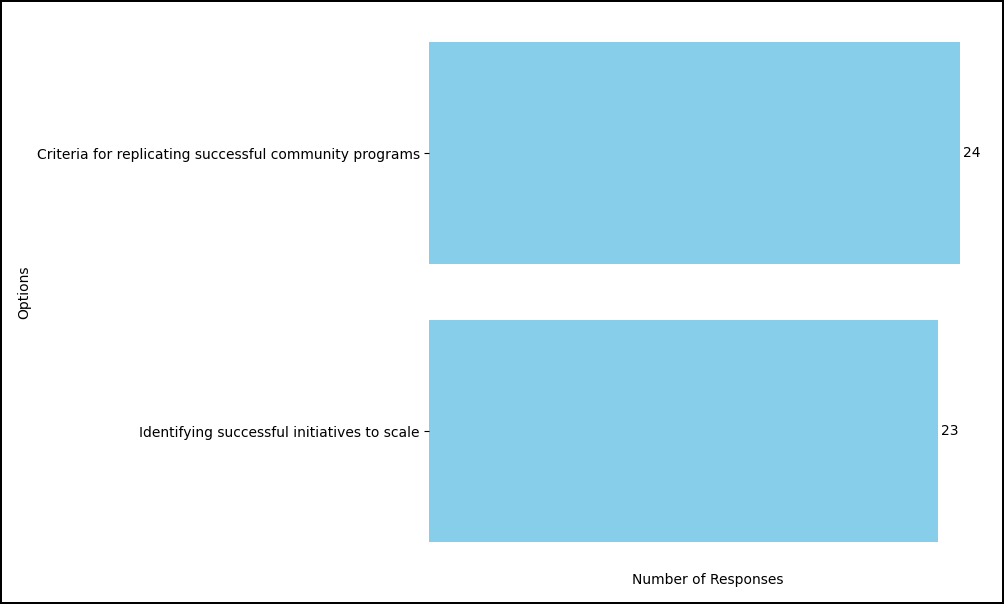 Criteria for replicating successful community programs
24
Options
Identifying successful initiatives to scale
23
Number of Responses